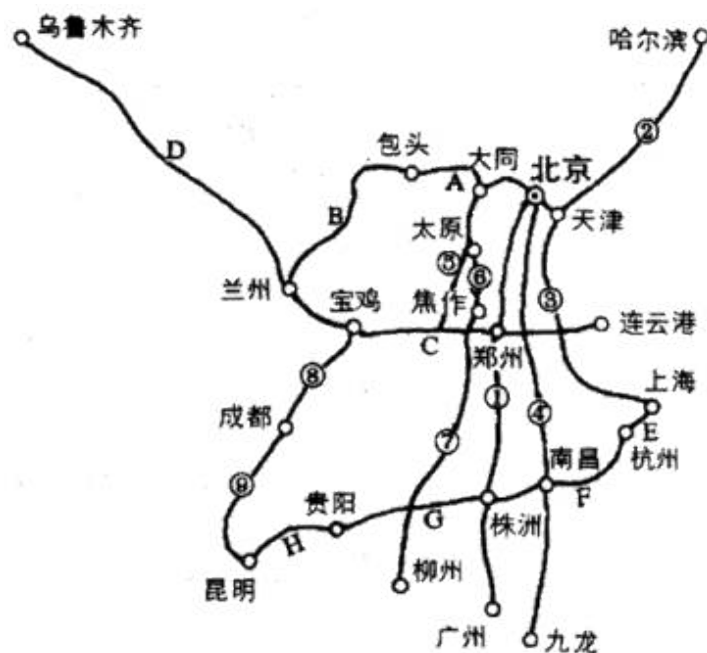 乌鲁木齐
哈尔滨
②
D
包头
大同
北京
A
B
天津
太原
⑤
⑥
③
兰州
宝鸡
焦作
连云港
C
郑州
⑧
①
④
上海
成都
⑦
E
杭州
南昌
⑨
贵阳
F
G
H
株洲
昆明
柳州
广州
九龙